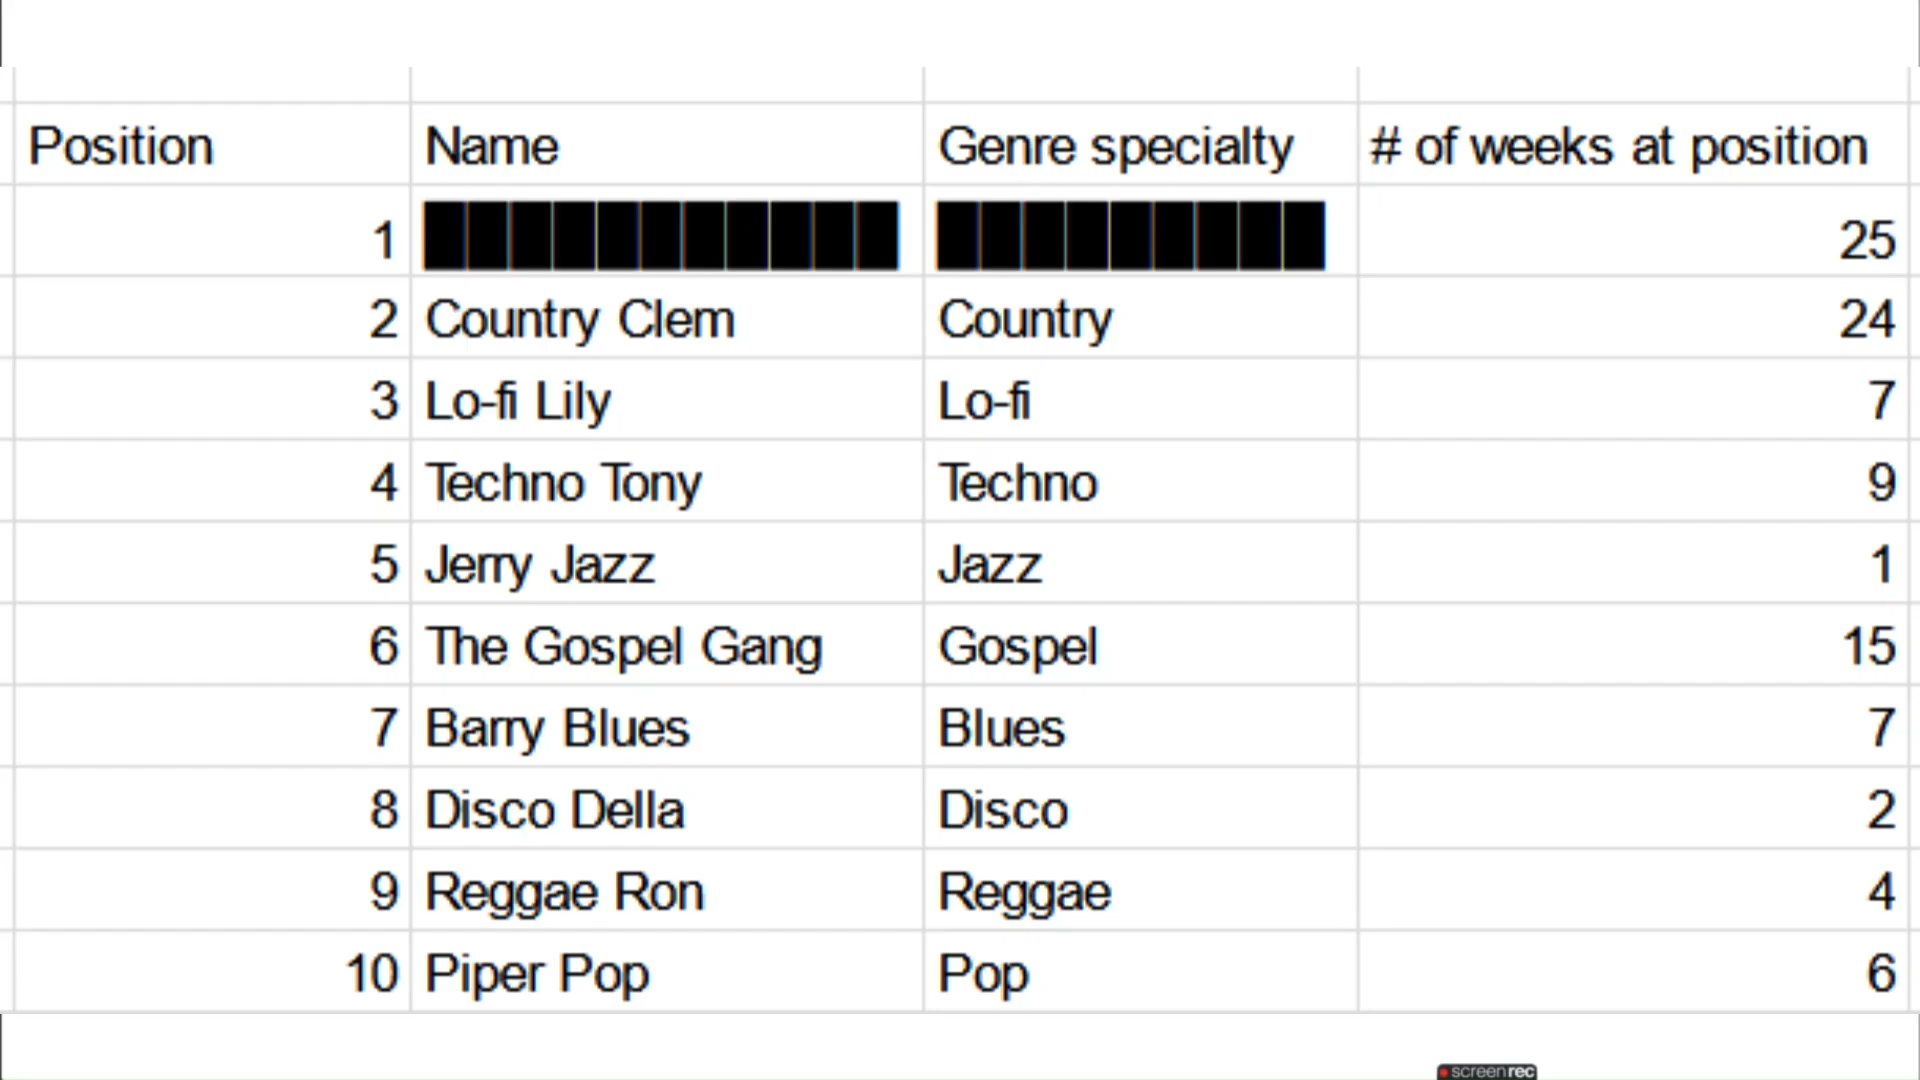 Position Name Genre specialty # of weeks at position
1 ███████████ █████████ 25
2 Country Clem Country 24
3 Lo-fi Lily Lo-fi 7
4 Techno Tony Techno 9
5 Jerry Jazz Jazz 1
6 The Gospel Gang Gospel 15
7 Barry Blues Blues 7
8 Disco Della Disco 2
9 Reggae Ron Reggae 4
10 Piper Pop Pop 6
screenrec